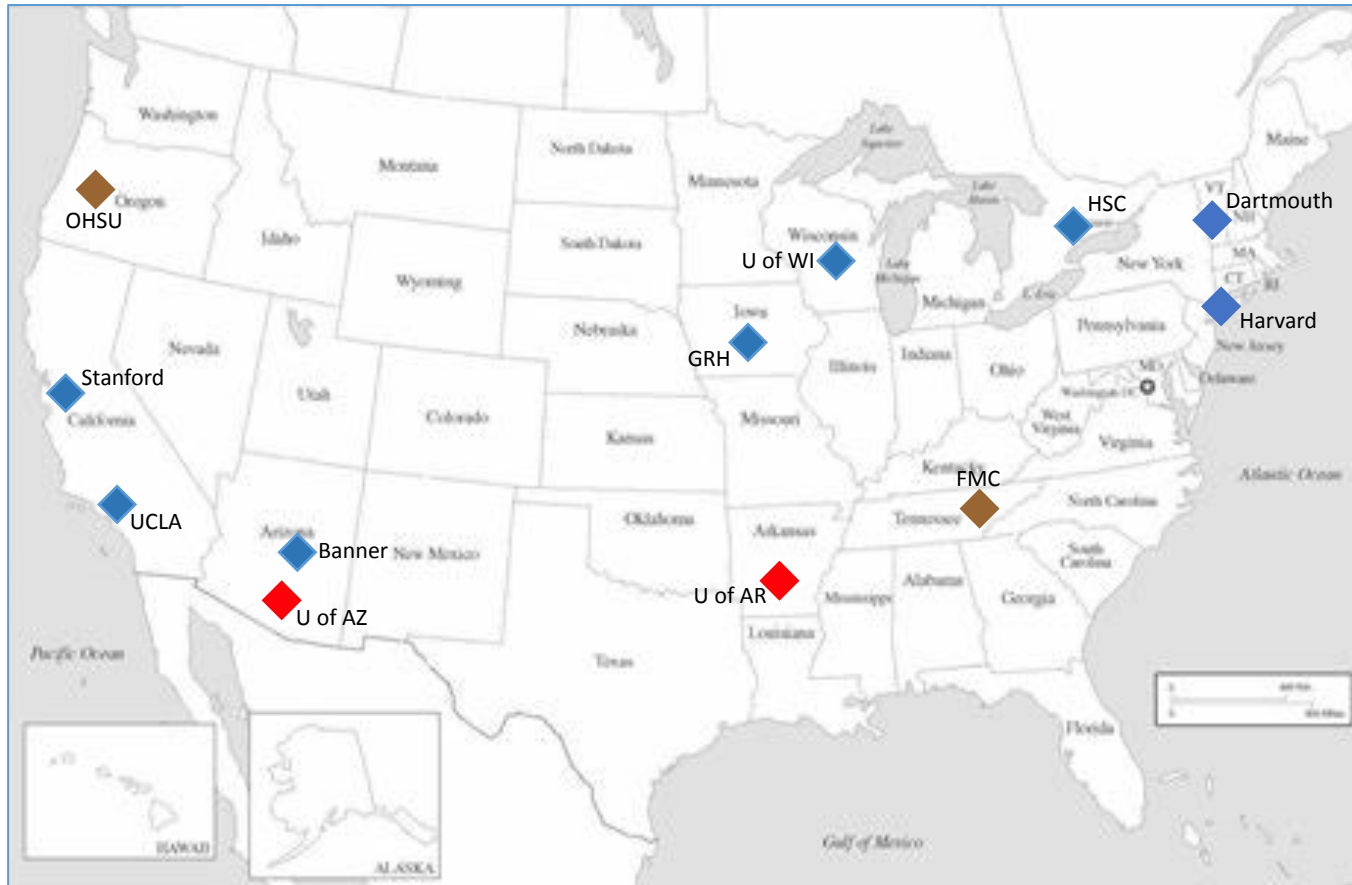 Washington
Montana
North Dakota
Minnesota
Lake
Superior
Maine
OHSU
Oregon
Idaho
South Dakota
Wisconsin
U of WI
Lake
Huron
HSC
VT
Dartmouth
NH
Wyoming
Lake
Michigan
Michigan
New York
MA
CT
RI
Iowa
GRH
Nebraska
Pennsylvania
Harvard
New Jersey
Nevada
Utah
Stanford
California
Colorado
Kansas
Missouri
Illinois
Indiana
Ohio
MD
Delaware
Washington DC
West
Virginia
Virginia
Kentucky
FMC
Tennessee
North Carolina
Atlantic Ocean
UCLA
Arizona
Banner
New Mexico
Oklahoma
Arkansas
South
Carolina
U of AZ
U of AR
Mississippi
Alabama
Georgia
Louisiana
Texas
Pacific Ocean
Florida
Gulf of Mexico
HAWAII
ALASKA